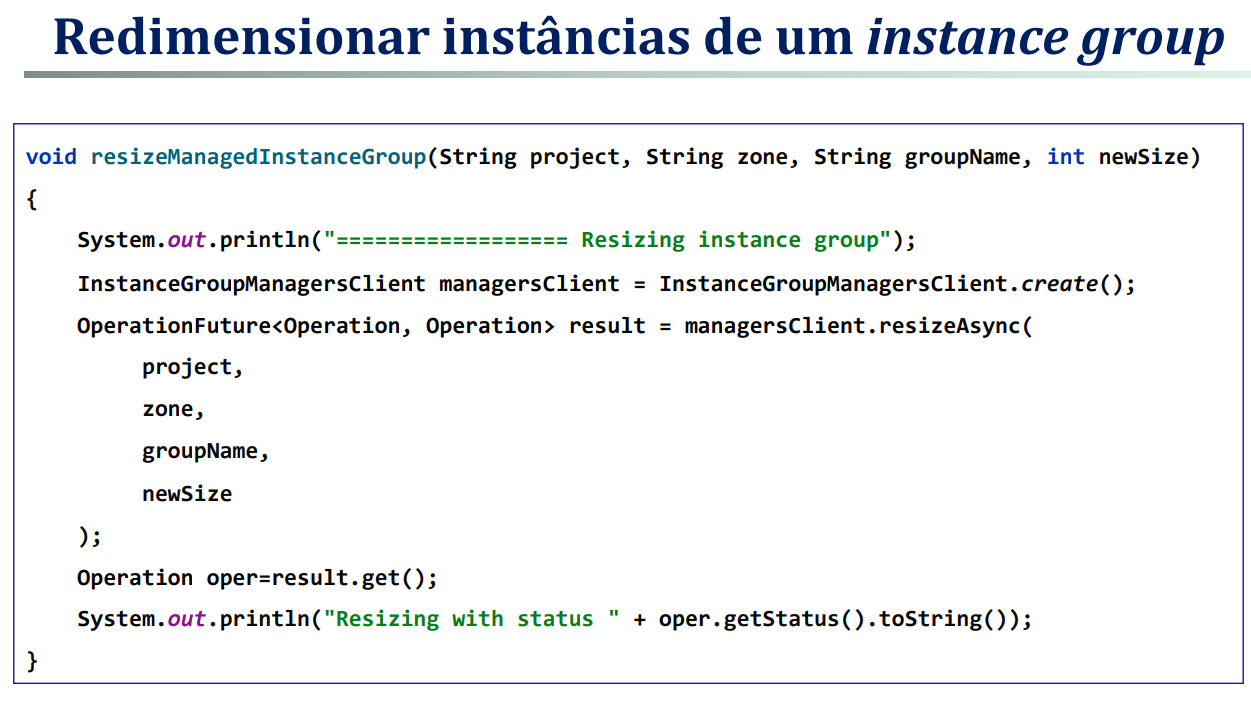 Redimensionar instâncias de um instance group
void resizeManagedInstanceGroup(String project, String zone, String groupName, int newSize)
{
System.out.println("================== Resizing instance group");
InstanceGroupManagersClient managersClient = InstanceGroupManagersClient.create();
OperationFuture<Operation, Operation> result = managersClient.resizeAsync(
project,
zone,
groupName,
newSize
);
Operation oper=result.get();
System.out.println("Resizing with status " + oper.getStatus().toString());
}